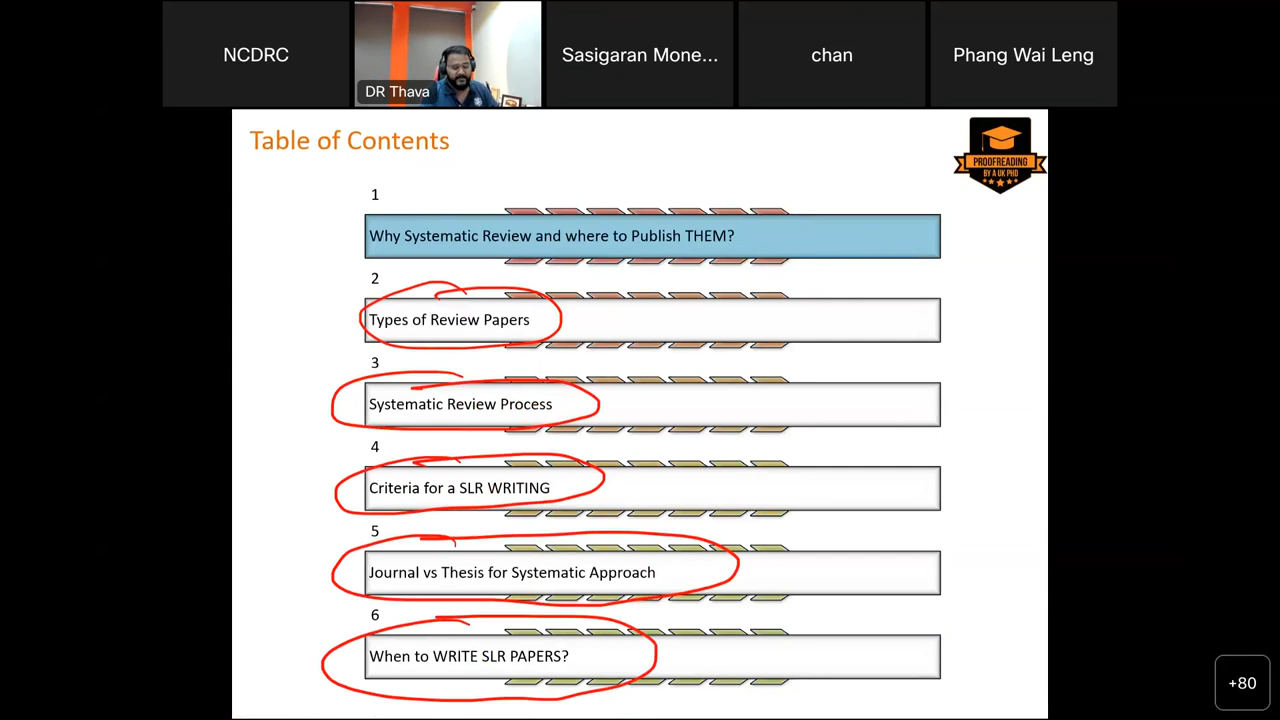 NCDRC
DR Thava
Sasigaran Mone...
chan
Phang Wai Leng
Table of Contents
PROOFREADING
BY A UK PHD
1
Why Systematic Review and where to Publish THEM?
2
Types of Review Papers
3
Systematic Review Process
4
Criteria for a SLR WRITING
5
Journal vs Thesis for Systematic Approach
6
When to WRITE SLR PAPERS?
+80